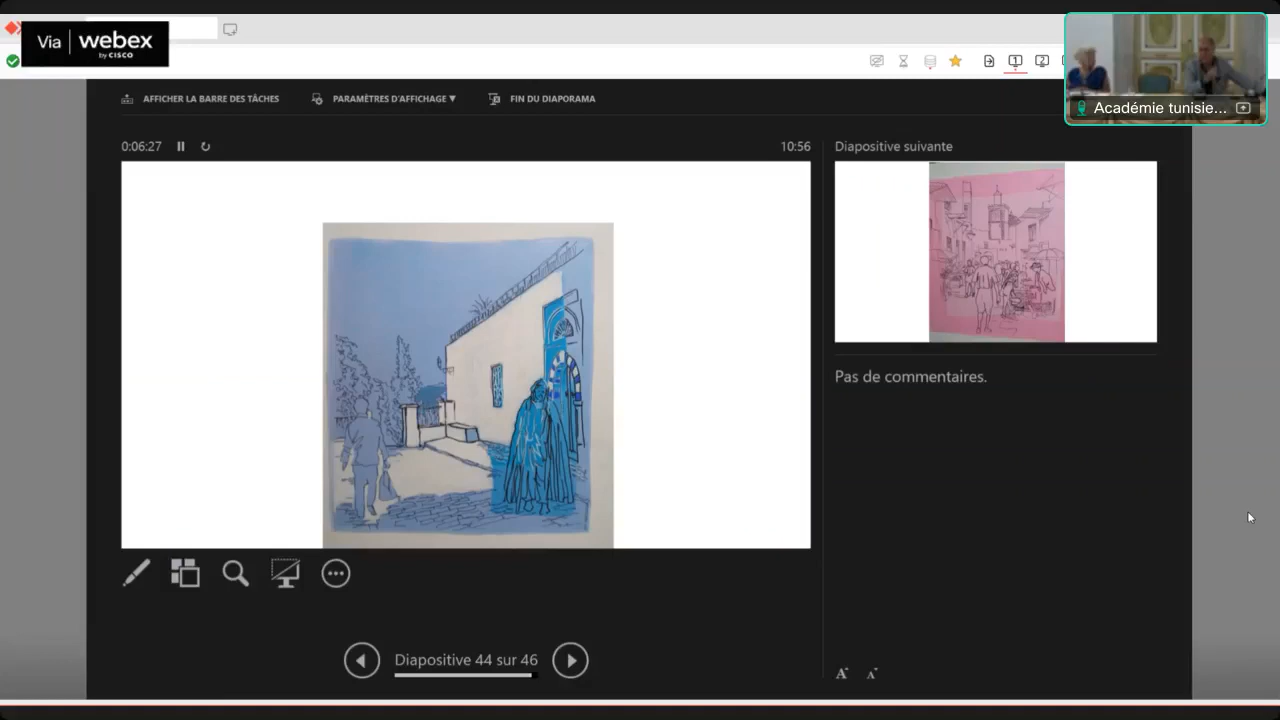 Via webex
by CISCO
Académie tunisie...
AFFICHER LA BARRE DES TÂCHES PARAMÈTRES D'AFFICHAGE ▼ FIN DU DIAPORAMA
0:06:27 10:56
Diapositive suivante
Pas de commentaires.
Diapositive 44 sur 46
A A